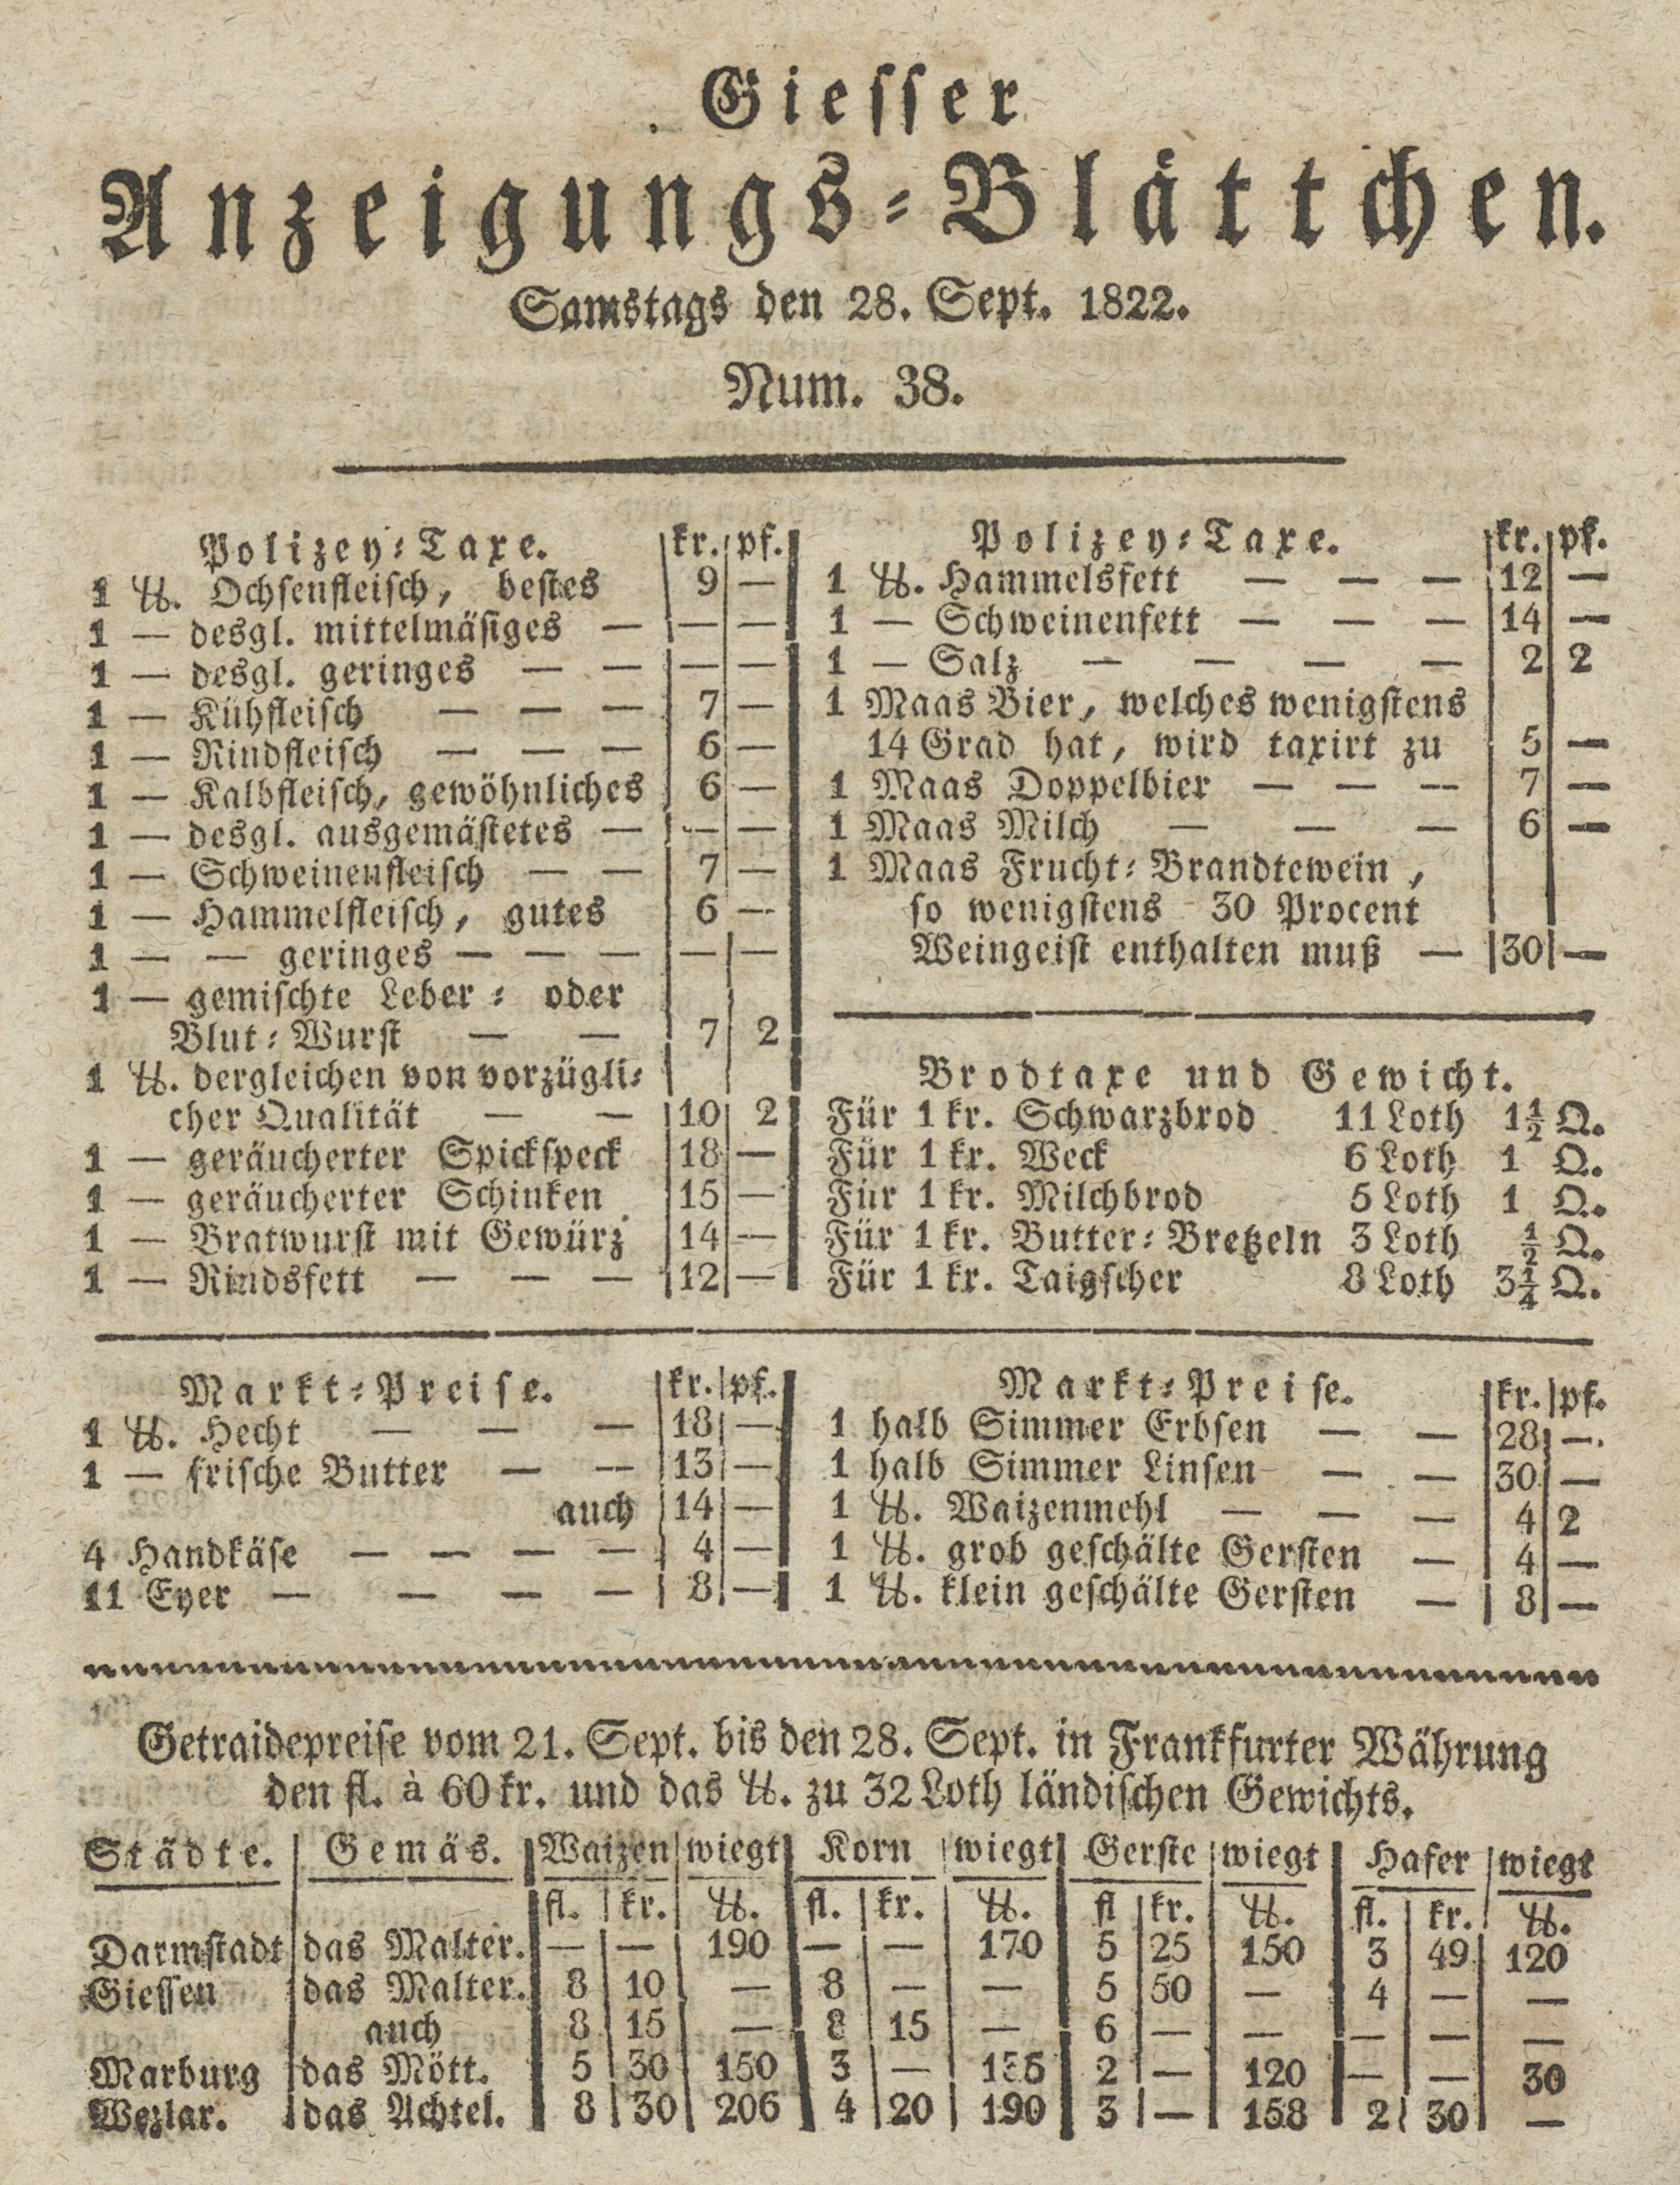 Giesser
Anzeigungs-Blättchen.
Samstags den 28. Sept. 1822.
Num. 38.
Polizey-Taxe. kr. pf.
1 ℔. Ochsenfleisch, bestes 9 —
1 — desgl. mittelmäsiges — — —
1 — desgl. geringes — — — —
1 — Kühfleisch — — — 7 —
1 — Rindfleisch — — — 6 —
1 — Kalbfleisch, gewöhnliches 6 —
1 — desgl. ausgemästetes — — —
1 — Schweinenfleisch — — 7 —
1 — Hammelfleisch, gutes 6 —
1 — — geringes — — — — —
1 — gemischte Leber- oder
Blut-Wurst — — 7 2
1 ℔. dergleichen von vorzügli-
cher Qualität — — 10 2
1 — geräucherter Spickspeck 18 —
1 — geräucherter Schinken 15 —
1 — Bratwurst mit Gewürz 14 —
1 — Rindsfett — — — 12 —
Polizey-Taxe. kr. pf.
1 ℔. Hammelsfett — — — 12 —
1 — Schweinenfett — — — 14 —
1 — Salz — — — — 2 2
1 Maas Bier, welches wenigstens
14 Grad hat, wird taxirt zu 5 —
1 Maas Doppelbier — — — 7 —
1 Maas Milch — — — 6 —
1 Maas Frucht-Brandtewein,
so wenigstens 30 Procent
Weingeist enthalten muß — 30 —
Brodtaxe und Gewicht.
Für 1 kr. Schwarzbrod 11 Loth 1½ Q.
Für 1 kr. Weck 6 Loth 1 Q.
Für 1 kr. Milchbrod 5 Loth 1 Q.
Für 1 kr. Butter-Bretzeln 3 Loth ½ Q.
Für 1 kr. Taigscher 8 Loth 3¼ Q.
Markt-Preise. kr. pf.
1 ℔. Hecht — — — 18 —
1 — frische Butter — — 13 —
auch 14 —
4 Handkäse — — — — 4 —
11 Eyer — — — — 8 —
Markt-Preise. kr. pf.
1 halb Simmer Erbsen — — 28 —
1 halb Simmer Linsen — — 30 —
1 ℔. Waizenmehl — — — 4 2
1 ℔. grob geschälte Gersten — 4 —
1 ℔. klein geschälte Gersten — 8 —
Getraidepreise vom 21. Sept. bis den 28. Sept. in Frankfurter Währung
den fl. à 60 kr. und das ℔. zu 32 Loth ländischen Gewichts.
Städte. Gemäs. Waizen wiegt Korn wiegt Gerste wiegt Hafer wiegt
fl. kr. ℔. fl. kr. ℔. fl kr. ℔. fl. kr. ℔.
Darmstadt das Malter. — — 190 — — 170 5 25 150 3 49 120
Giessen das Malter. 8 10 — 8 — — 5 50 — 4 — —
auch 8 15 — 8 15 — 6 — — — — —
Marburg das Mött. 5 30 150 3 — 2 — 120 — — 30
Wezlar. das Achtel. 8 30 206 4 20 190 3 — 158 2 30 —